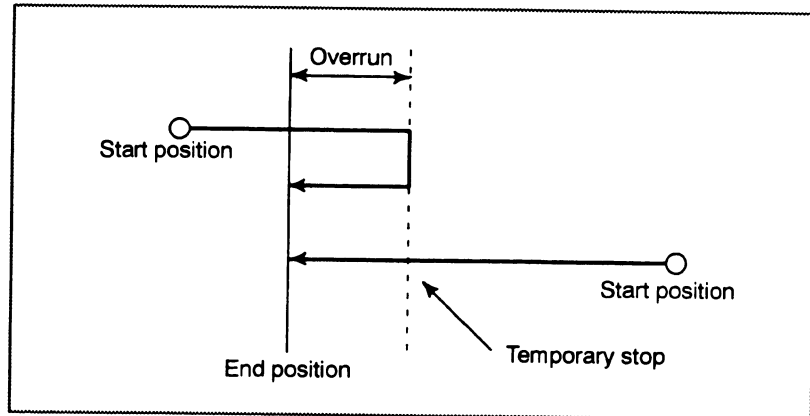 Overrun
Start position
Start position
Temporary stop
End position